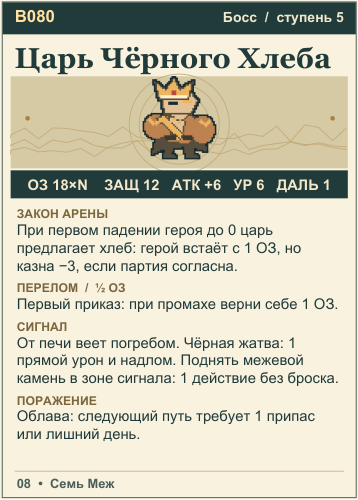 B080
Босс / ступень 5
Царь Чёрного Хлеба
ОЗ 18×N ЗАЩ 12 АТК +6 УР 6 ДАЛЬ 1
ЗАКОН АРЕНЫ
При первом падении героя до 0 царь
предлагает хлеб: герой встаёт с 1 ОЗ, но
казна −3, если партия согласна.
ПЕРЕЛОМ / ½ ОЗ
Первый приказ: при промахе верни себе 1 ОЗ.
СИГНАЛ
От печи веет погребом. Чёрная жатва: 1
прямой урон и надлом. Поднять межевой
камень в зоне сигнала: 1 действие без броска.
ПОРАЖЕНИЕ
Облава: следующий путь требует 1 припас
или лишний день.
08 • Семь Меж